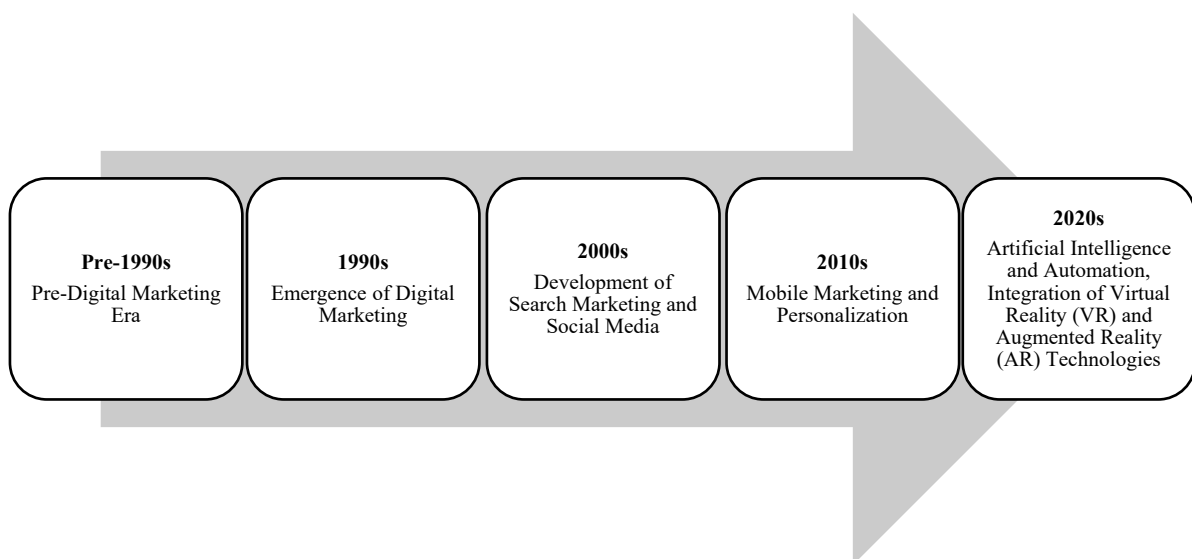 Pre-1990s
Pre-Digital Marketing
Era
1990s
Emergence of Digital
Marketing
2000s
Development of
Search Marketing and
Social Media
2010s
Mobile Marketing and
Personalization
2020s
Artificial Intelligence
and Automation,
Integration of Virtual
Reality (VR) and
Augmented Reality
(AR) Technologies